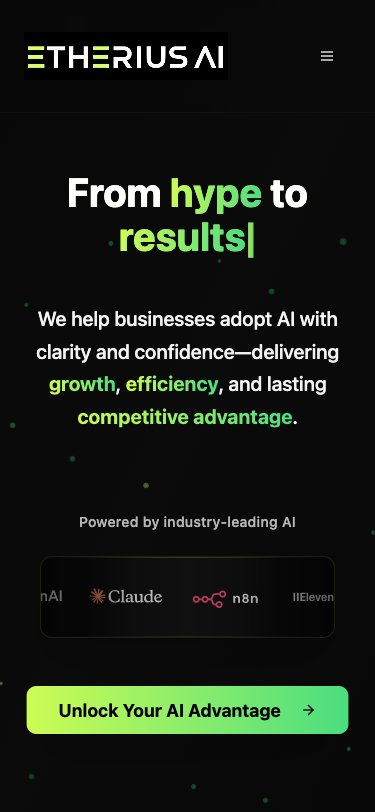 ETHERIUS AI
From hype to
results|
We help businesses adopt AI with
clarity and confidence—delivering
growth, efficiency, and lasting
competitive advantage.
Powered by industry-leading AI
nAI Claude n8n IIEleven
Unlock Your AI Advantage →